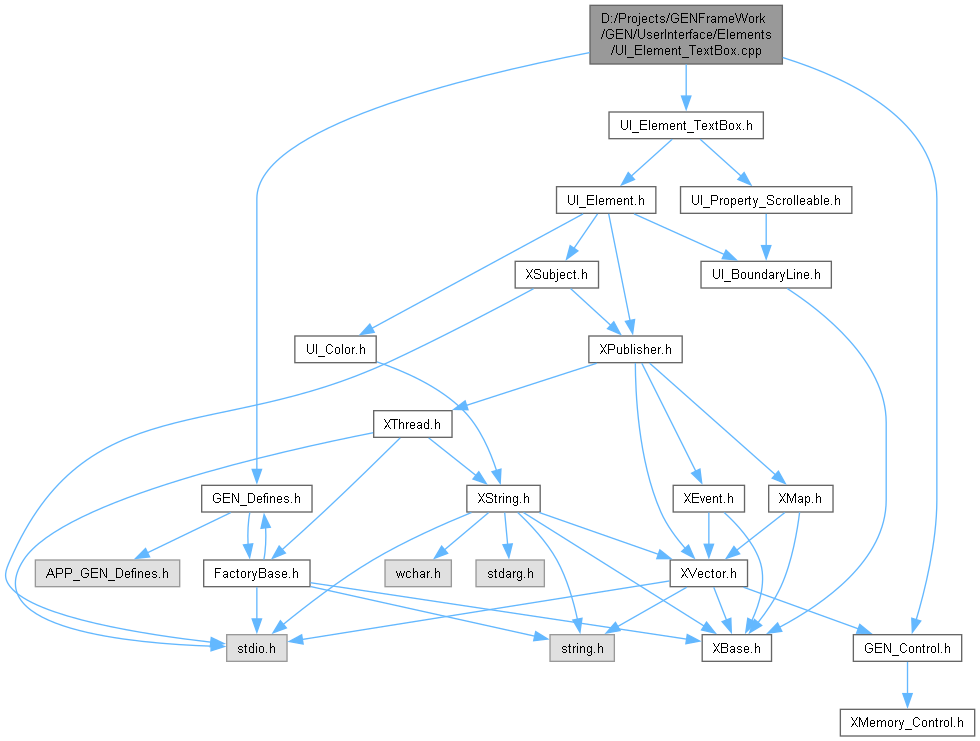 D:/Projects/GENFrameWork
/GEN/UserInterface/Elements
/UI_Element_TextBox.cpp
UI_Element_TextBox.h
UI_Element.h
UI_Property_Scrolleable.h
XSubject.h
UI_BoundaryLine.h
UI_Color.h
XPublisher.h
XThread.h
GEN_Defines.h
XString.h
XEvent.h
XMap.h
APP_GEN_Defines.h
FactoryBase.h
wchar.h
stdarg.h
XVector.h
stdio.h
string.h
XBase.h
GEN_Control.h
XMemory_Control.h